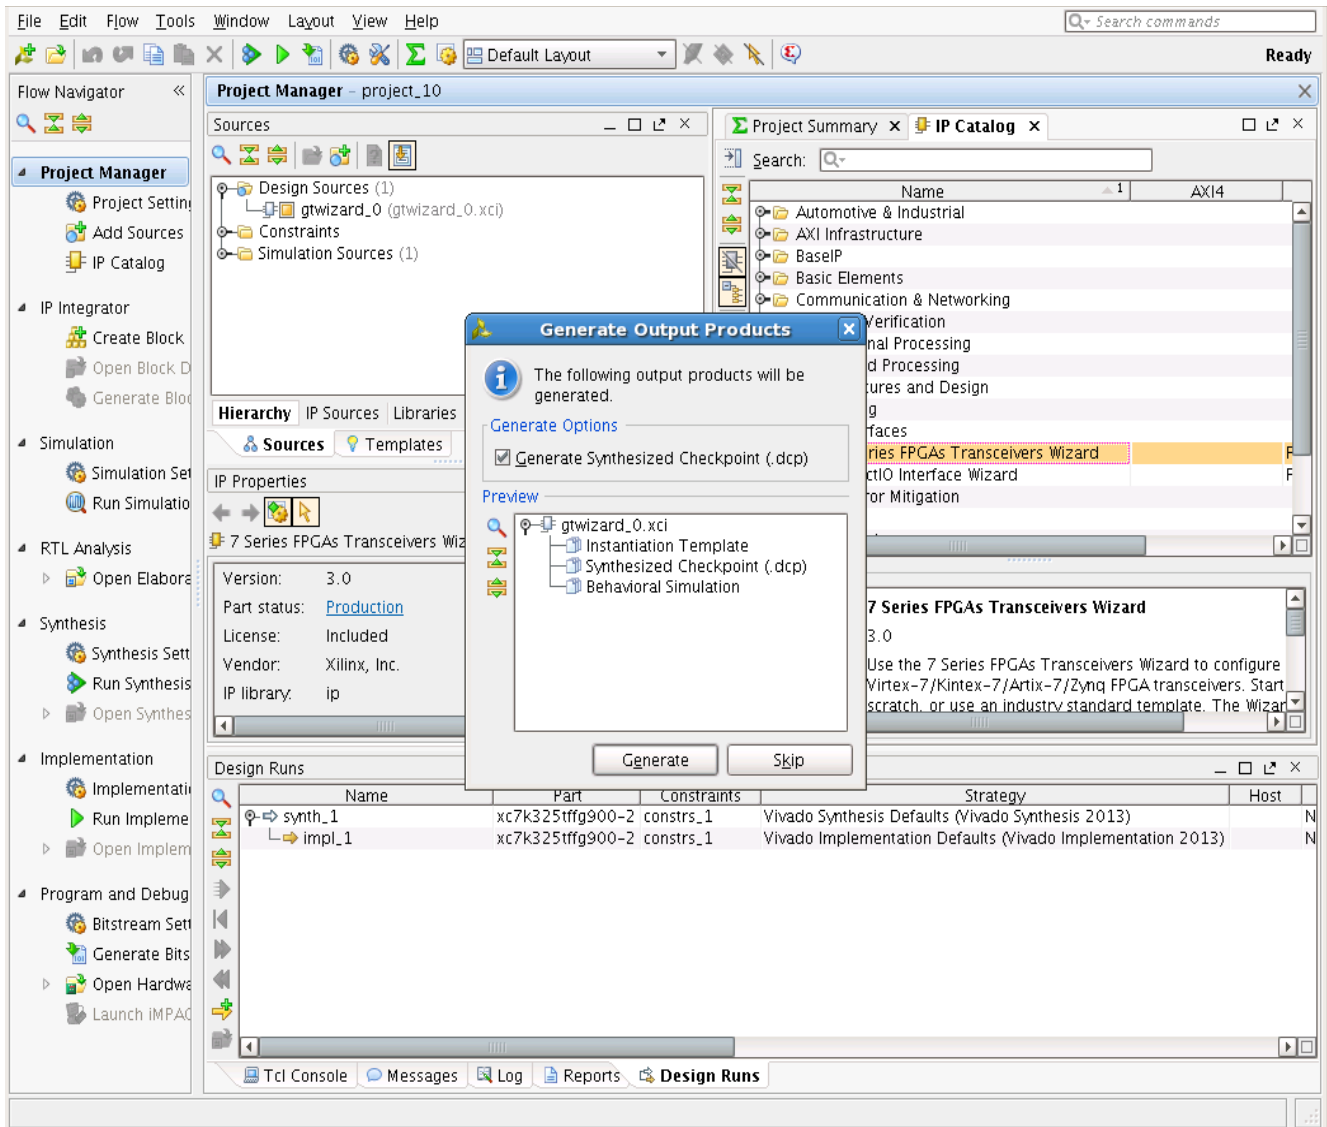 File Edit Flow Tools Window Layout View Help
Search commands
Default Layout
Ready
Flow Navigator
Project Manager
Project Settin
Add Sources
IP Catalog
IP Integrator
Create Block
Open Block D
Generate Bloc
Simulation
Simulation Set
Run Simulatio
RTL Analysis
Open Elabora
Synthesis
Synthesis Sett
Run Synthesis
Open Synthes
Implementation
Implementati
Run Impleme
Open Implem
Program and Debug
Bitstream Sett
Generate Bits
Open Hardwa
Launch iMPAC
Project Manager - project_10
Sources
Design Sources (1)
gtwizard_0 (gtwizard_0.xci)
Constraints
Simulation Sources (1)
Hierarchy IP Sources Libraries
Sources Templates
IP Properties
7 Series FPGAs Transceivers Wiz
Version: 3.0
Part status: Production
License: Included
Vendor: Xilinx, Inc.
IP library: ip
Project Summary IP Catalog
Search:
Name 1 AXI4
Automotive & Industrial
AXI Infrastructure
BaseIP
Basic Elements
Communication & Networking
Verification
nal Processing
d Processing
tures and Design
g
rfaces
ries FPGAs Transceivers Wizard
ctIO Interface Wizard
ror Mitigation
7 Series FPGAs Transceivers Wizard
3.0
Use the 7 Series FPGAs Transceivers Wizard to configure
Virtex-7/Kintex-7/Artix-7/Zynq FPGA transceivers. Start
scratch, or use an industry standard template. The Wizar
Generate Output Products
The following output products will be
generated.
Generate Options
Generate Synthesized Checkpoint (.dcp)
Preview
gtwizard_0.xci
Instantiation Template
Synthesized Checkpoint (.dcp)
Behavioral Simulation
Generate Skip
Design Runs
Name Part Constraints Strategy Host
synth_1 xc7k325tffg900-2 constrs_1 Vivado Synthesis Defaults (Vivado Synthesis 2013) N
impl_1 xc7k325tffg900-2 constrs_1 Vivado Implementation Defaults (Vivado Implementation 2013) N
Tcl Console Messages Log Reports Design Runs